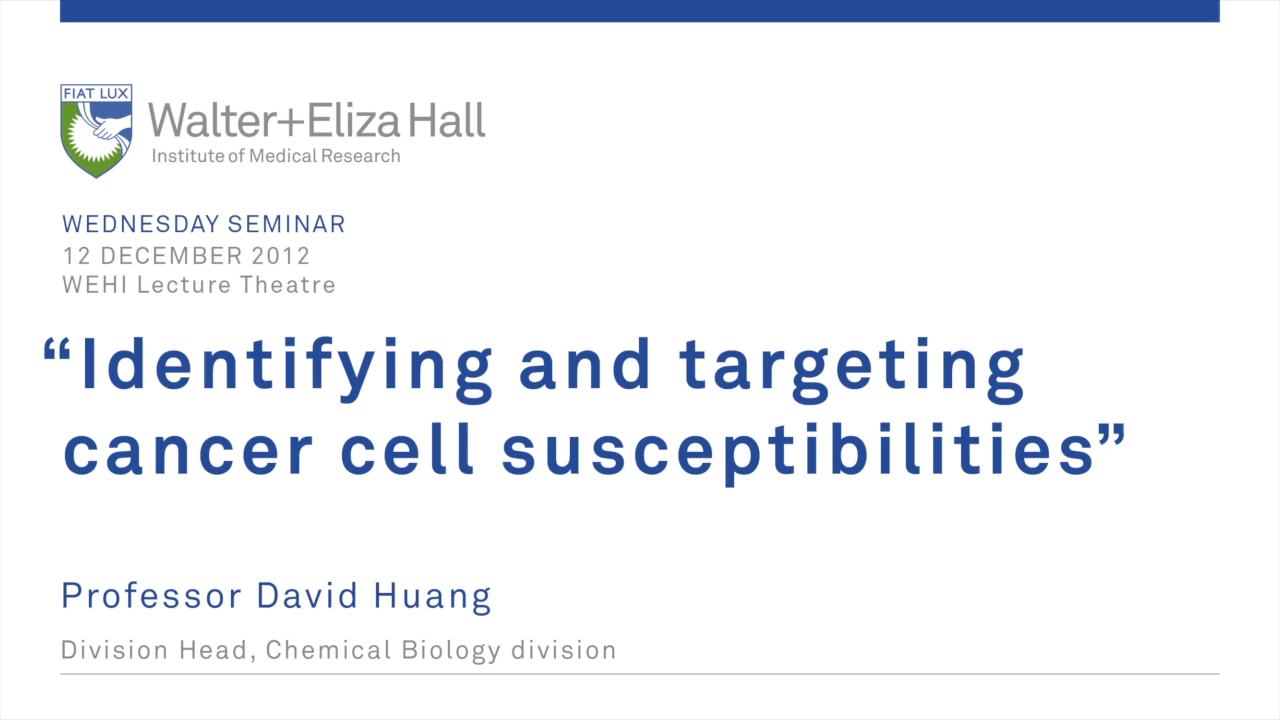 FIAT LUX
Walter+Eliza Hall
Institute of Medical Research
WEDNESDAY SEMINAR
12 DECEMBER 2012
WEHI Lecture Theatre
“Identifying and targeting
cancer cell susceptibilities”
Professor David Huang
Division Head, Chemical Biology division